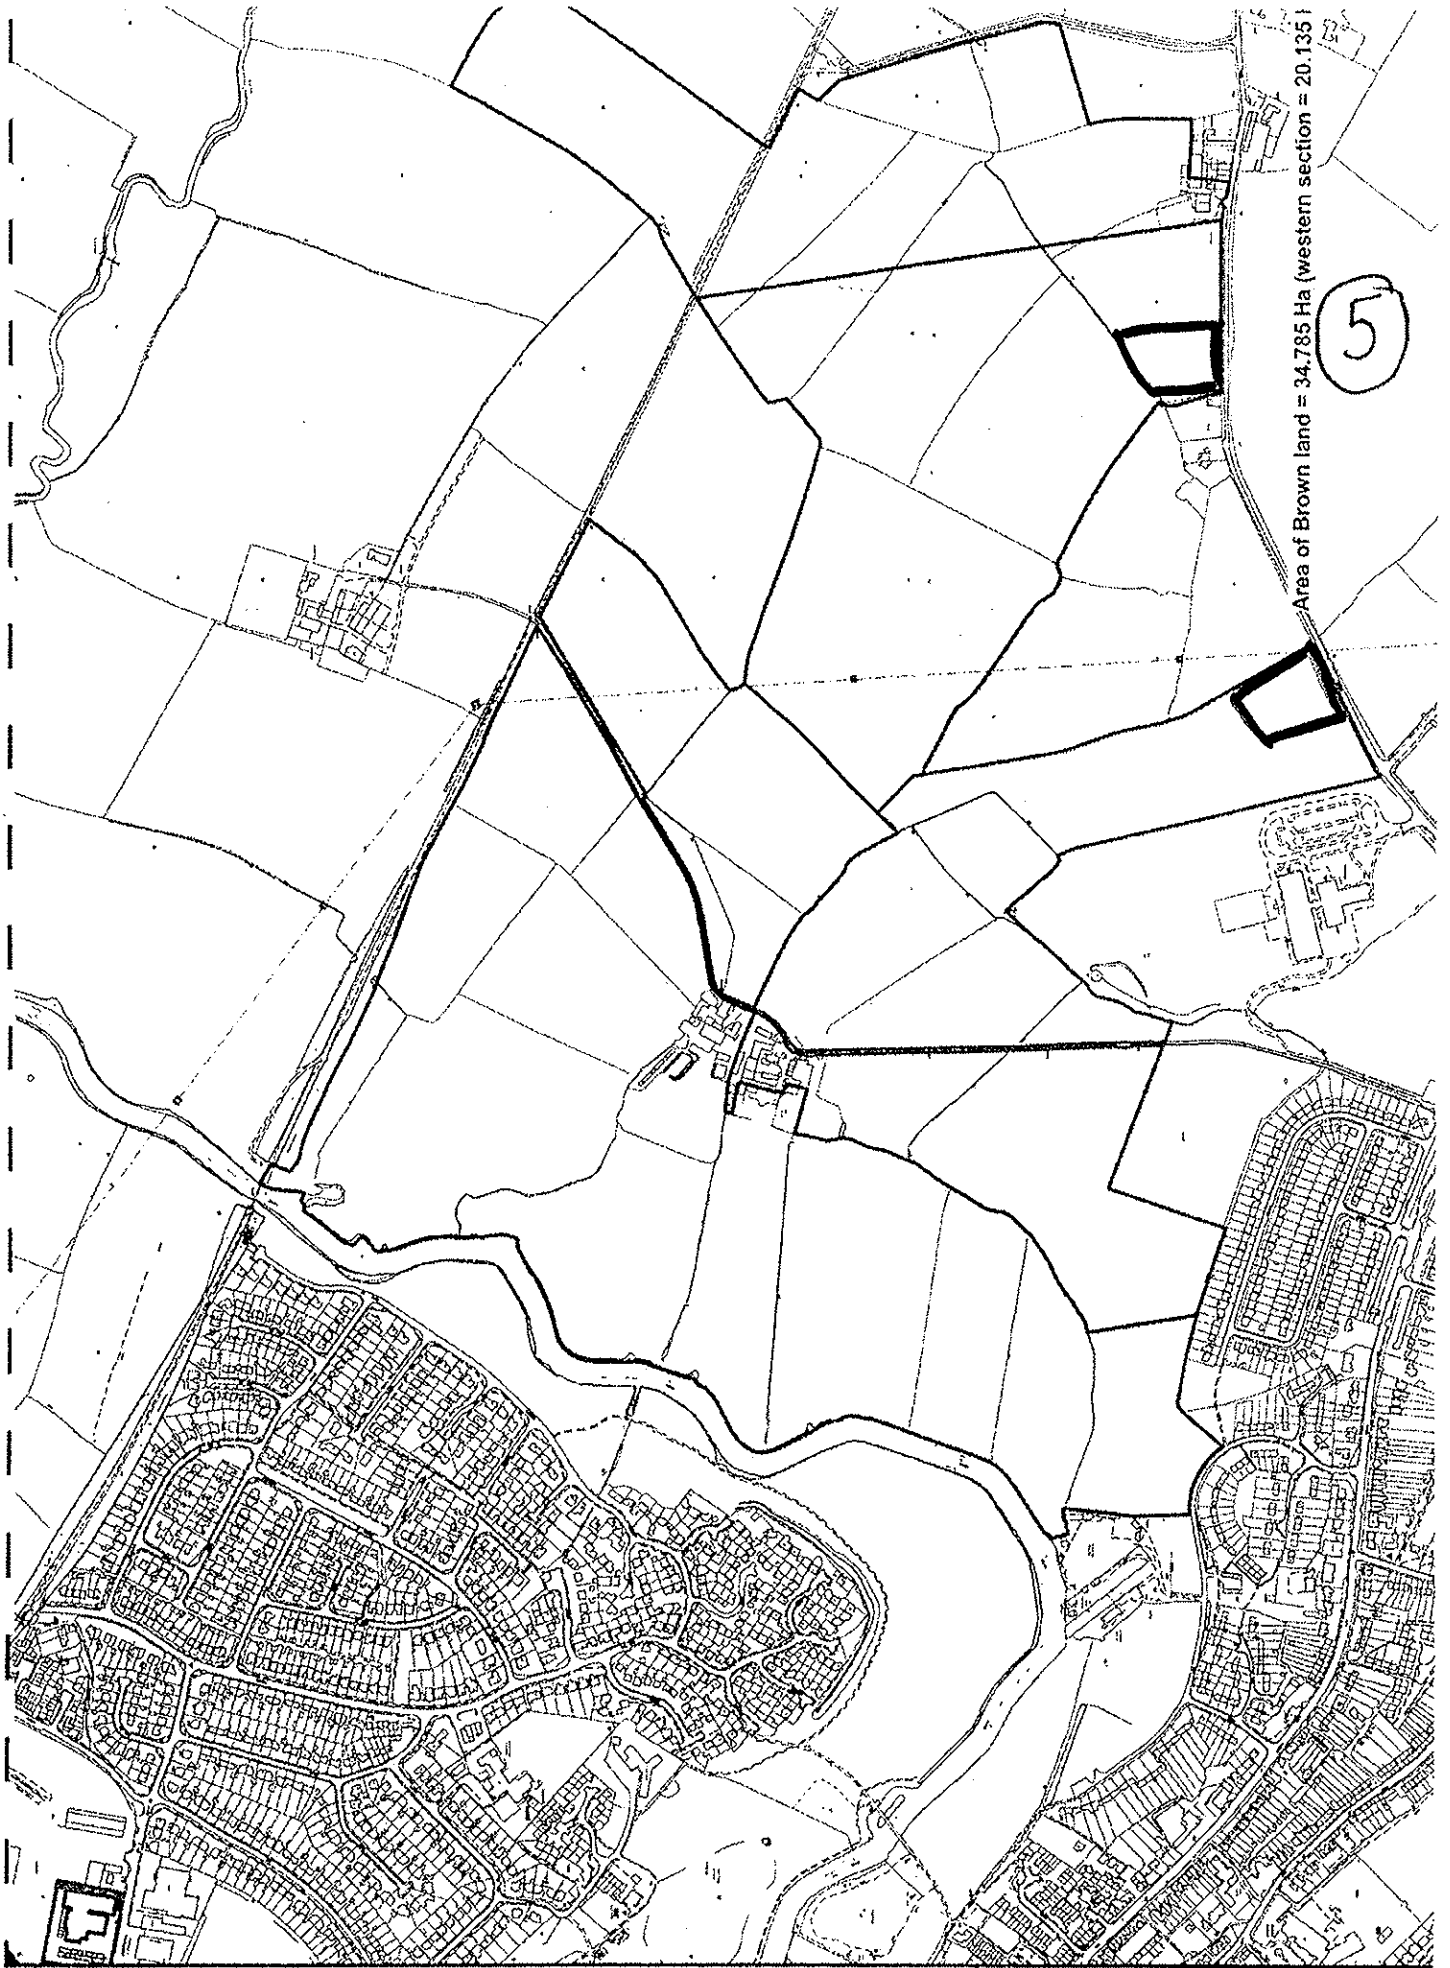 Area of Brown land = 34.785 Ha (western section = 20.135
5